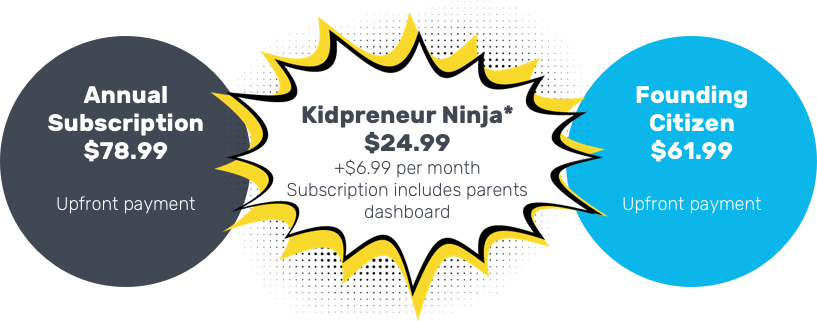 Annual
Subscription
$78.99
Upfront payment
Kidpreneur Ninja*
$24.99
+$6.99 per month
Subscription includes parents
dashboard
Founding
Citizen
$61.99
Upfront payment